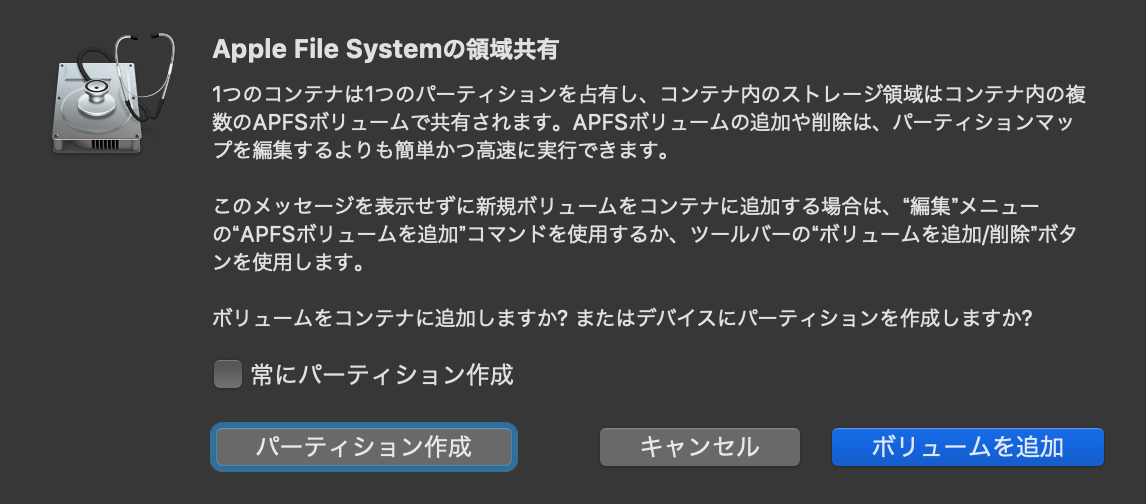 Apple File Systemの領域共有
1つのコンテナは1つのパーティションを占有し、コンテナ内のストレージ領域はコンテナ内の複
数のAPFSボリュームで共有されます。APFSボリュームの追加や削除は、パーティションマッ
プを編集するよりも簡単かつ高速に実行できます。
このメッセージを表示せずに新規ボリュームをコンテナに追加する場合は、“編集”メニュー
の“APFSボリュームを追加”コマンドを使用するか、ツールバーの“ボリュームを追加/削除”ボタ
ンを使用します。
ボリュームをコンテナに追加しますか? またはデバイスにパーティションを作成しますか?
常にパーティション作成
パーティション作成 キャンセル ボリュームを追加